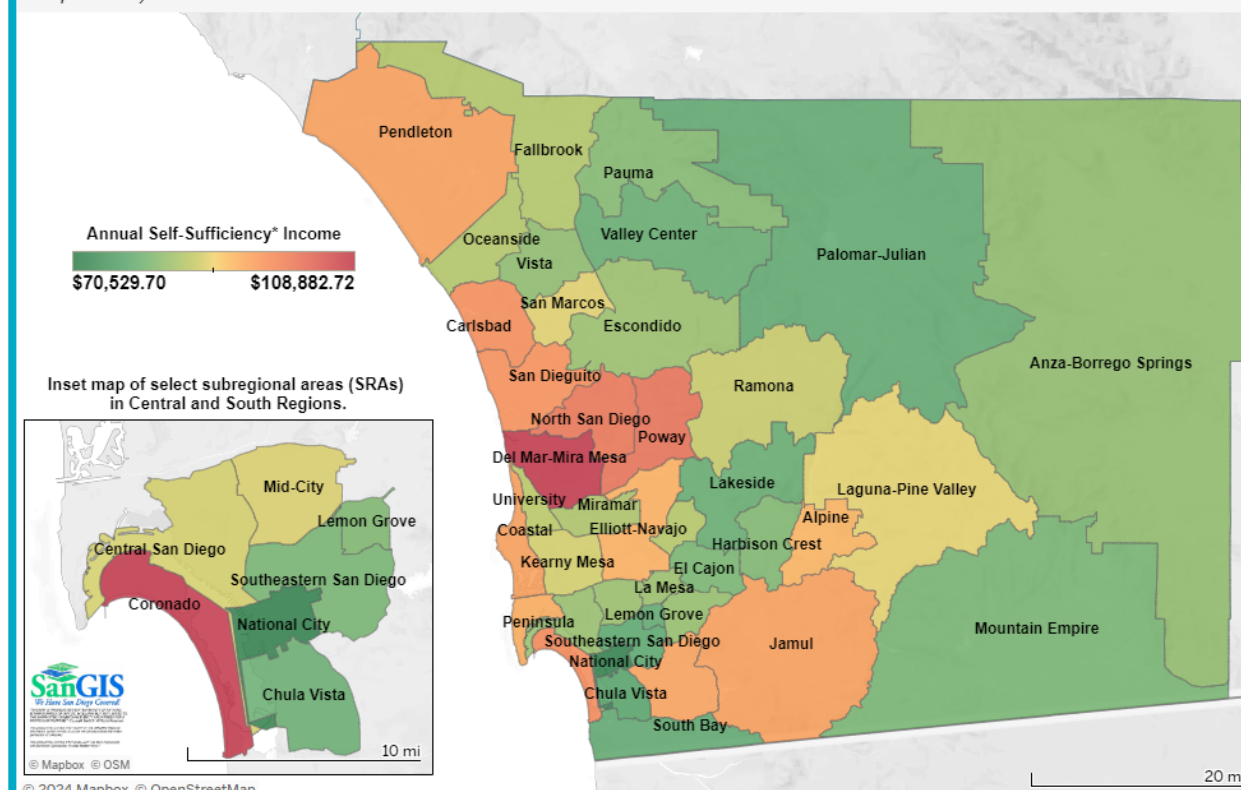 Pendleton
Fallbrook
Pauma
Oceanside
Valley Center
Vista
Palomar-Julian
Annual Self-Sufficiency* Income
$70,529.70 $108,882.72
San Marcos
Carlsbad
Escondido
Anza-Borrego Springs
San Dieguito
Ramona
North San Diego
Poway
Del Mar-Mira Mesa
Lakeside
Laguna-Pine Valley
University
Miramar
Alpine
Coastal
Elliott-Navajo
Harbison Crest
Kearny Mesa
El Cajon
La Mesa
Peninsula
Lemon Grove
Mountain Empire
Southeastern San Diego
Jamul
National City
Chula Vista
South Bay
Inset map of select subregional areas (SRAs)
in Central and South Regions.
Mid-City
Lemon Grove
Central San Diego
Southeastern San Diego
Coronado
National City
Chula Vista
SanGIS
We Have San Diego Covered!
10 mi
© Mapbox © OSM
© 2024 Mapbox © OpenStreetMap
20 m